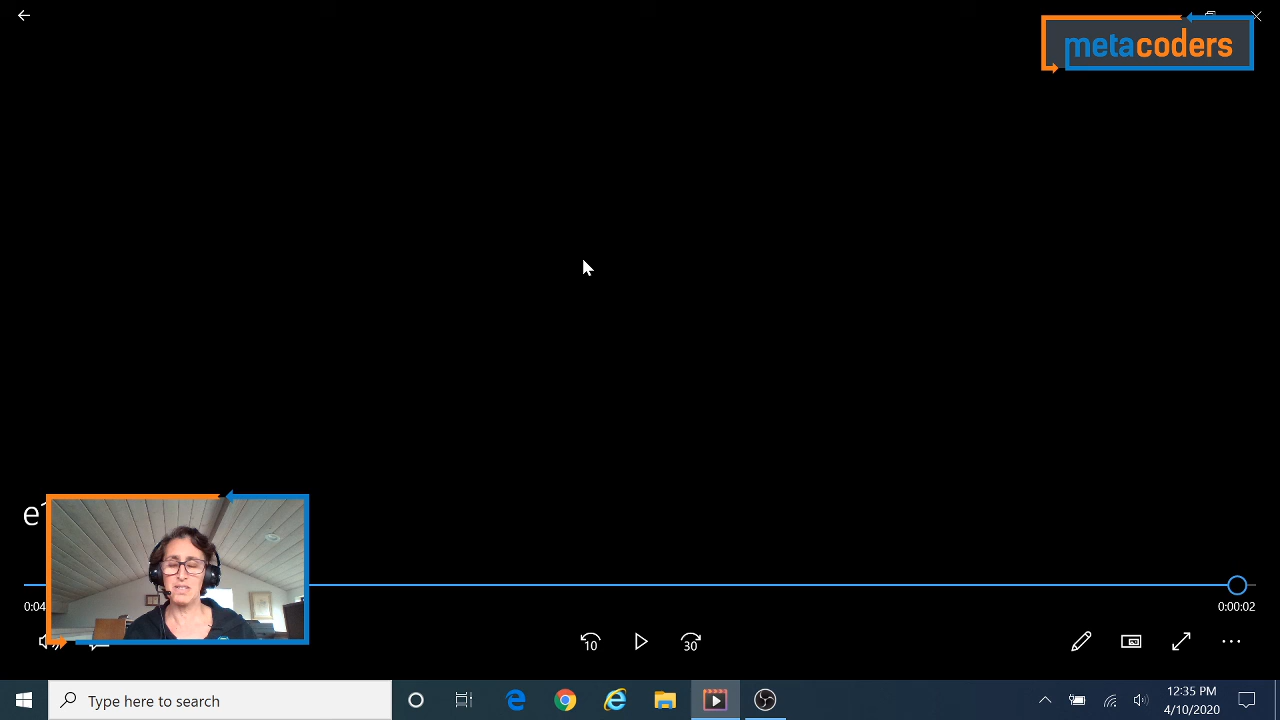 metacoders
0:04
0:00:02
10
30
Type here to search
12:35 PM
4/10/2020